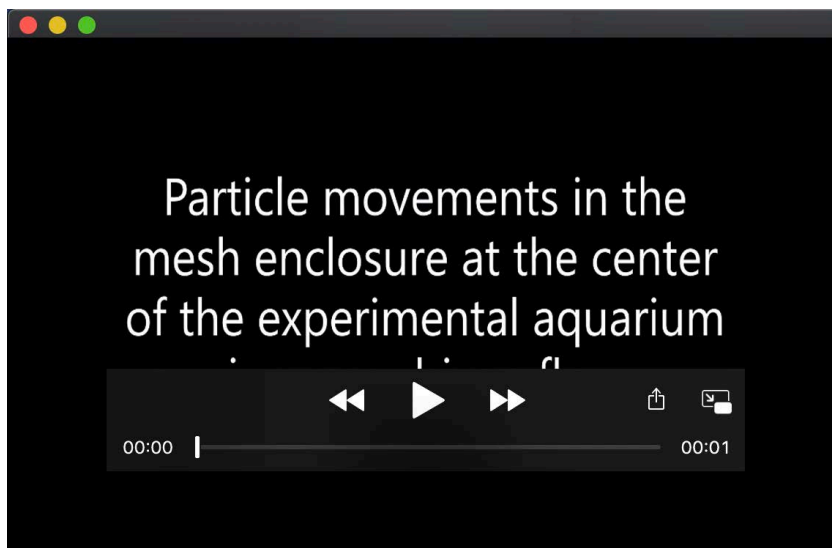 Particle movements in the
mesh enclosure at the center
of the experimental aquarium
00:00
00:01